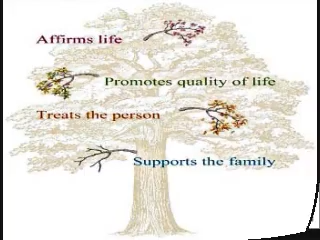 Affirms life
Promotes quality of life
Treats the person
Supports the family